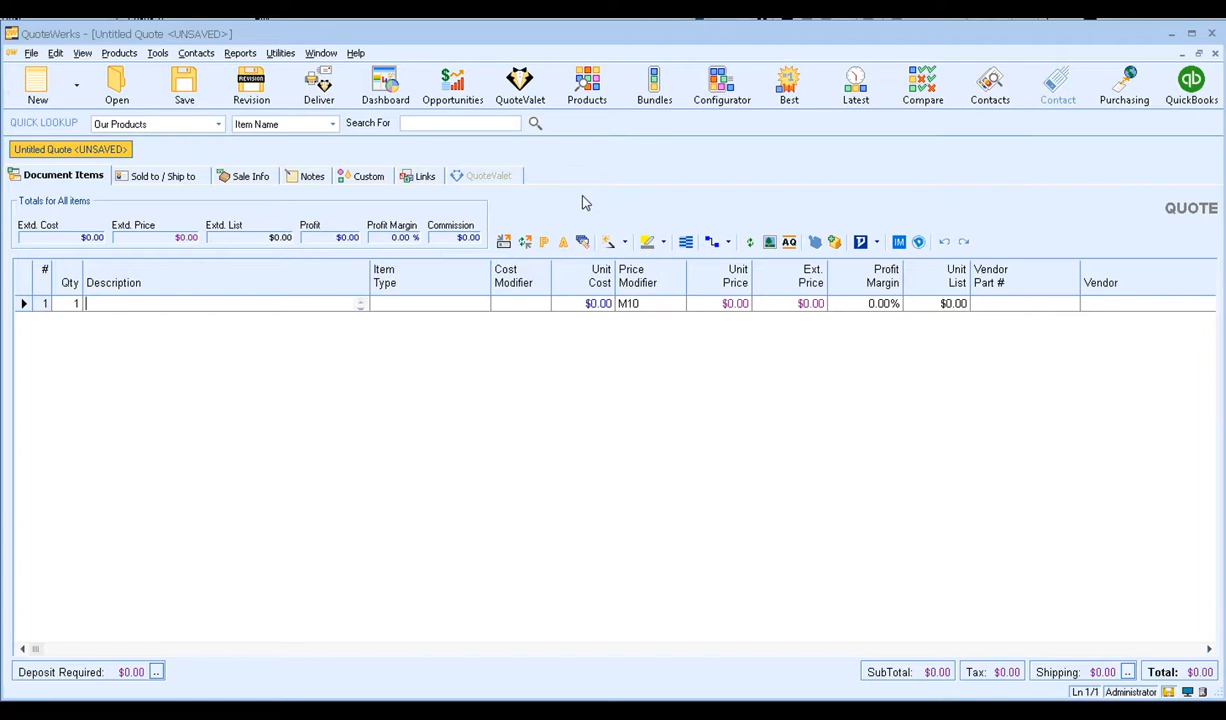 QuoteWerks - [Untitled Quote <UNSAVED>]
File Edit View Products Tools Contacts Reports Utilities Window Help
New Open Save Revision Deliver Dashboard Opportunities QuoteValet Products Bundles Configurator Best Latest Compare Contacts Contact Purchasing QuickBooks
QUICK LOOKUP Our Products Item Name Search For
Untitled Quote <UNSAVED>
Document Items Sold to / Ship to Sale Info Notes Custom Links QuoteValet
Totals for All items
QUOTE
Extd. Cost Extd. Price Extd. List Profit Profit Margin Commission
$0.00 $0.00 $0.00 $0.00 0.00 % $0.00
P A AQ IM
# Qty Description Item Type Cost Modifier Unit Cost Price Modifier Unit Price Ext. Price Profit Margin Unit List Vendor Part # Vendor
1 1 $0.00 M10 $0.00 $0.00 0.00% $0.00
Deposit Required: $0.00 .. SubTotal: $0.00 Tax: $0.00 Shipping: $0.00 .. Total: $0.00
Ln 1/1 Administrator